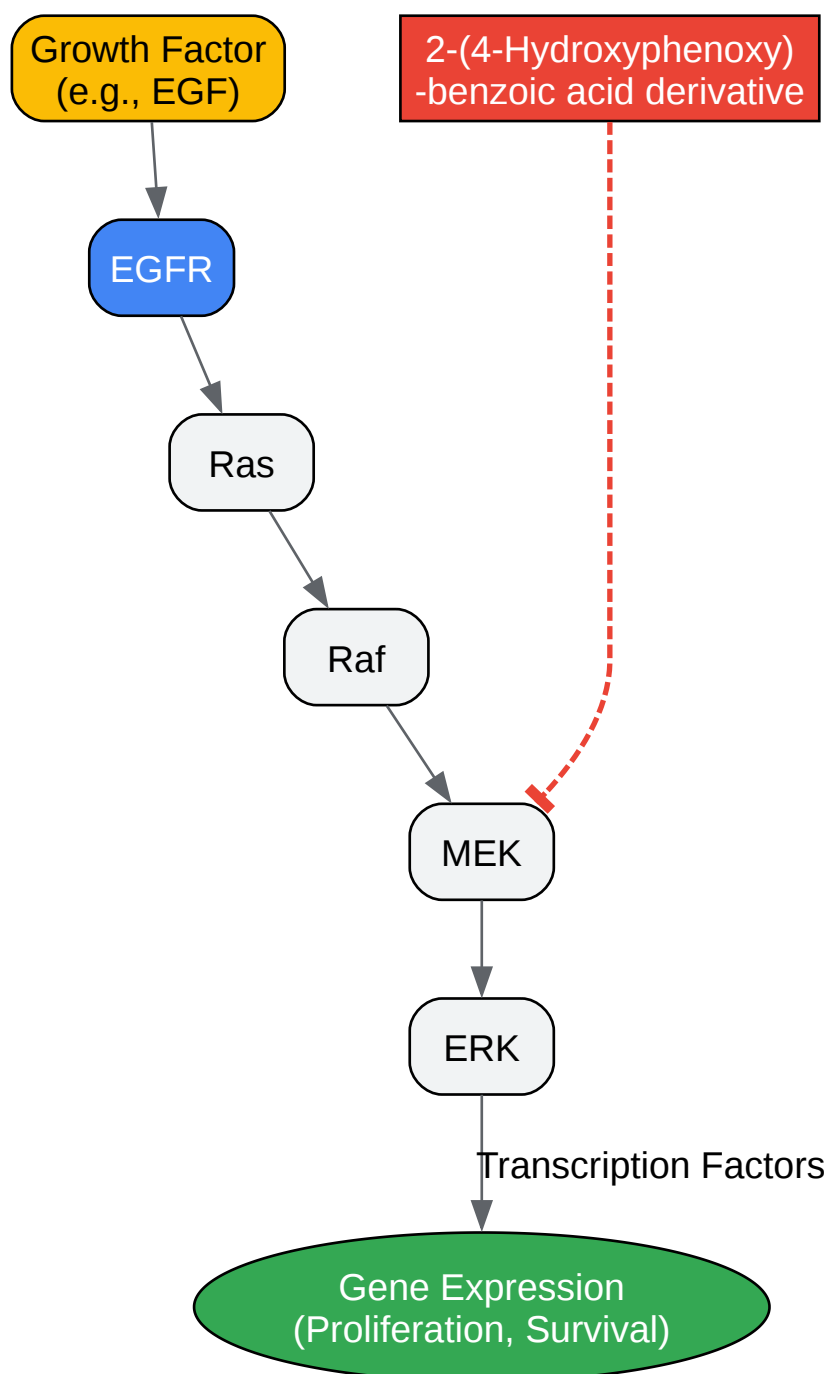 Growth Factor
(e.g., EGF)
2-(4-Hydroxyphenoxy)
-benzoic acid derivative
EGFR
Ras
Raf
MEK
ERK
Transcription Factors
Gene Expression
(Proliferation, Survival)